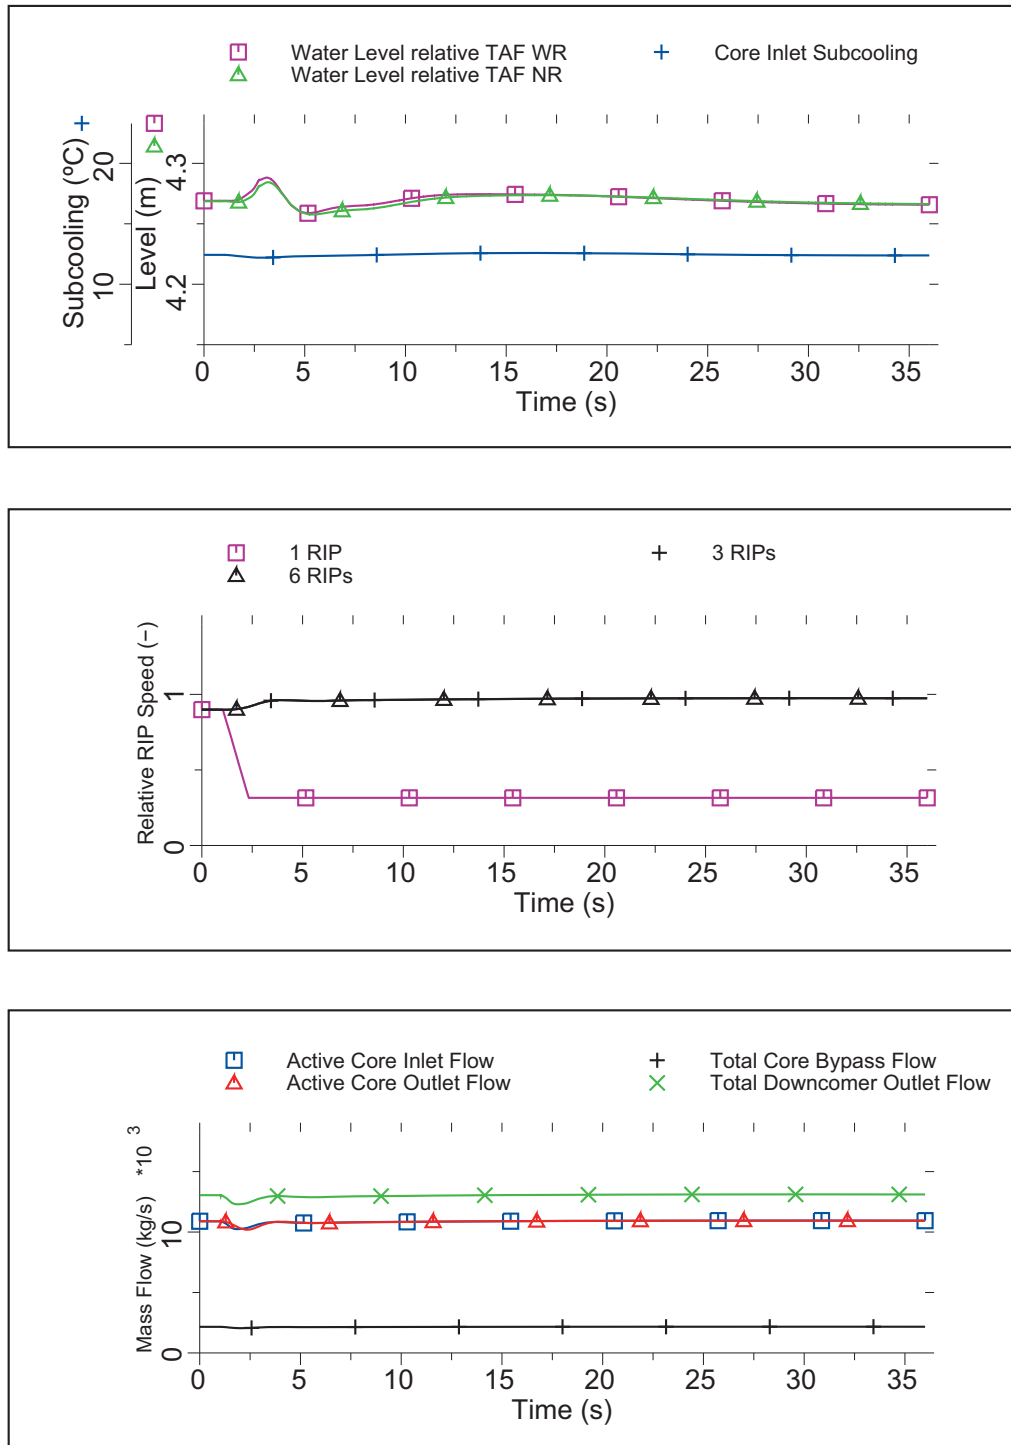 Water Level relative TAF WR
Core Inlet Subcooling
Water Level relative TAF NR
Subcooling (ºC)
20
10
Level (m)
4.3
4.2
0 5 10 15 20 25 30 35
Time (s)
1 RIP
3 RIPs
6 RIPs
Relative RIP Speed (−)
1
0
0 5 10 15 20 25 30 35
Time (s)
Active Core Inlet Flow
Total Core Bypass Flow
Active Core Outlet Flow
Total Downcomer Outlet Flow
Mass Flow (kg/s) *10 3
10
0
0 5 10 15 20 25 30 35
Time (s)